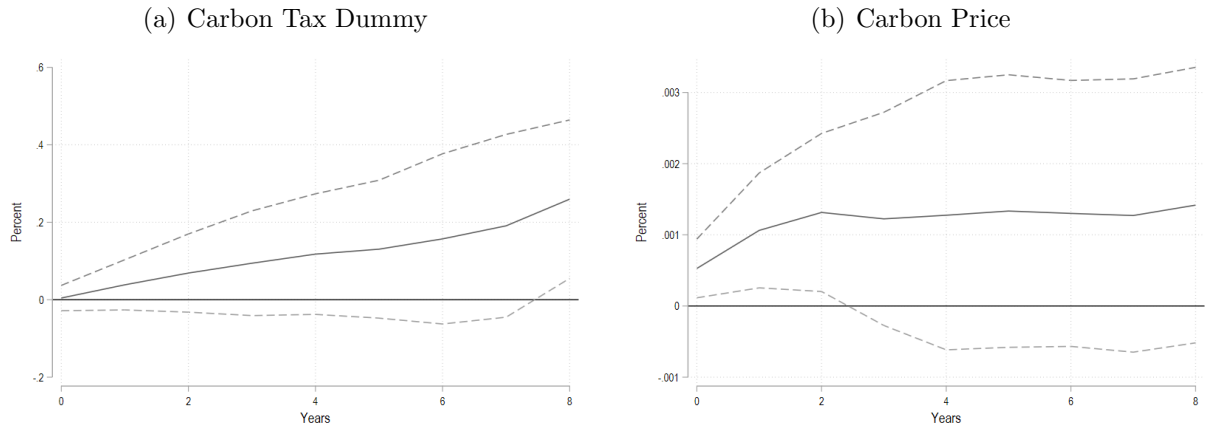 (a) Carbon Tax Dummy
.6
.4
.2
0
-.2
Percent
0 2 4 6 8
Years
(b) Carbon Price
.003
.002
.001
0
-.001
Percent
0 2 4 6 8
Years